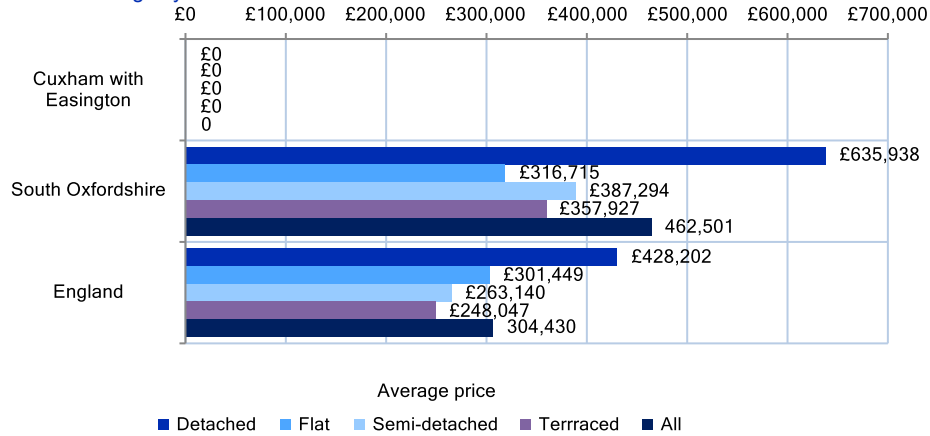 £0 £100,000 £200,000 £300,000 £400,000 £500,000 £600,000 £700,000
Cuxham with
Easington
£0
£0
£0
£0
0
South Oxfordshire
£635,938
£316,715
£387,294
£357,927
462,501
England
£428,202
£301,449
£263,140
£248,047
304,430
Average price
Detached Flat Semi-detached Terrraced All